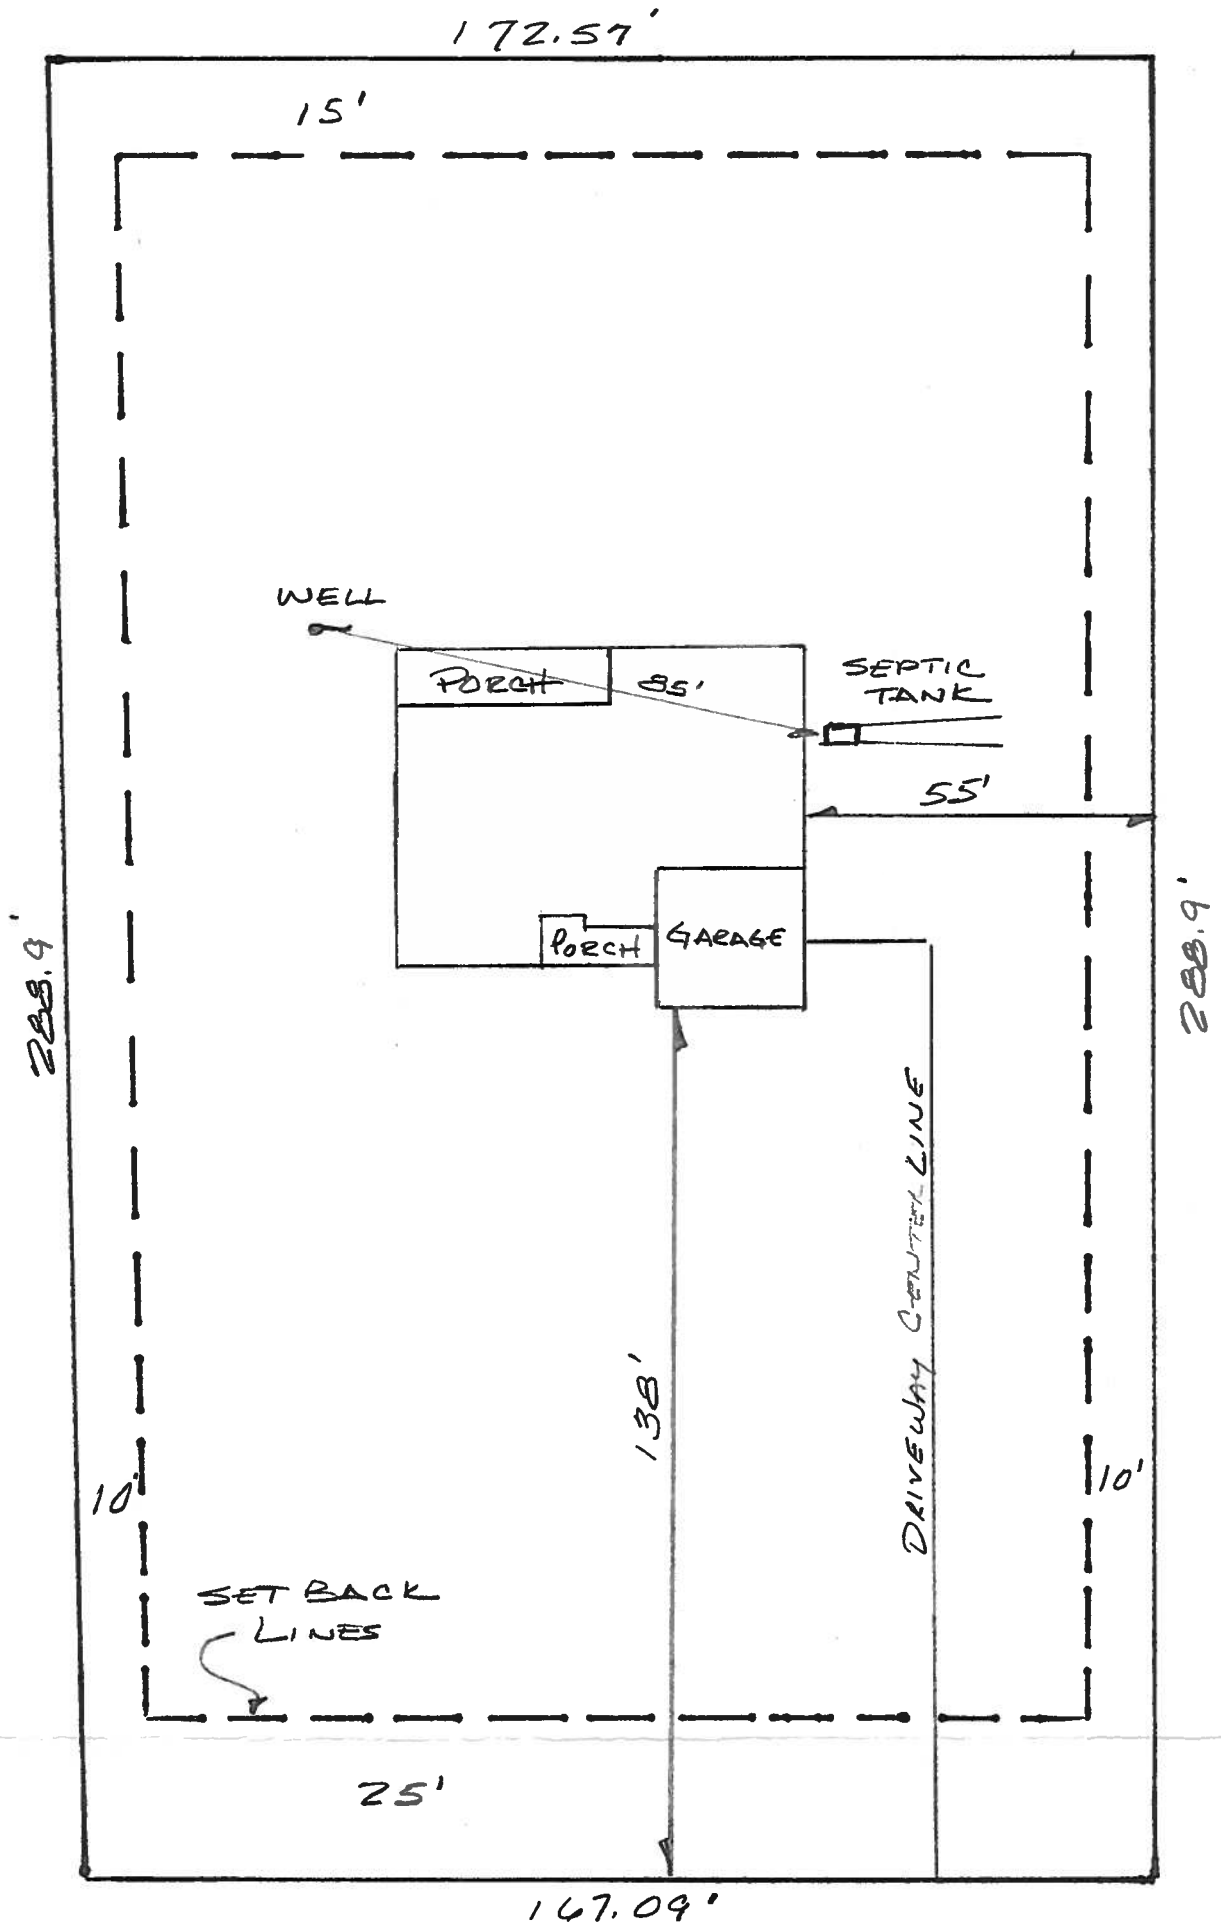 172.57'
15'
WELL
PORCH
85'
SEPTIC
TANK
55'
288.9'
288.9'
PORCH
GARAGE
DRIVEWAY CENTER LINE
138'
10'
10'
SET BACK
LINES
25'
167.09'